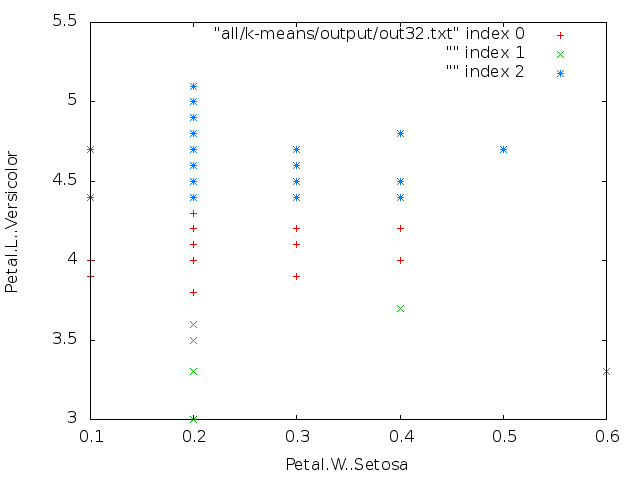 "all/k-means/output/out32.txt" index 0
"" index 1
"" index 2
5.5
5
4.5
4
3.5
3
Petal.L..Versicolor
0.1 0.2 0.3 0.4 0.5 0.6
Petal.W..Setosa